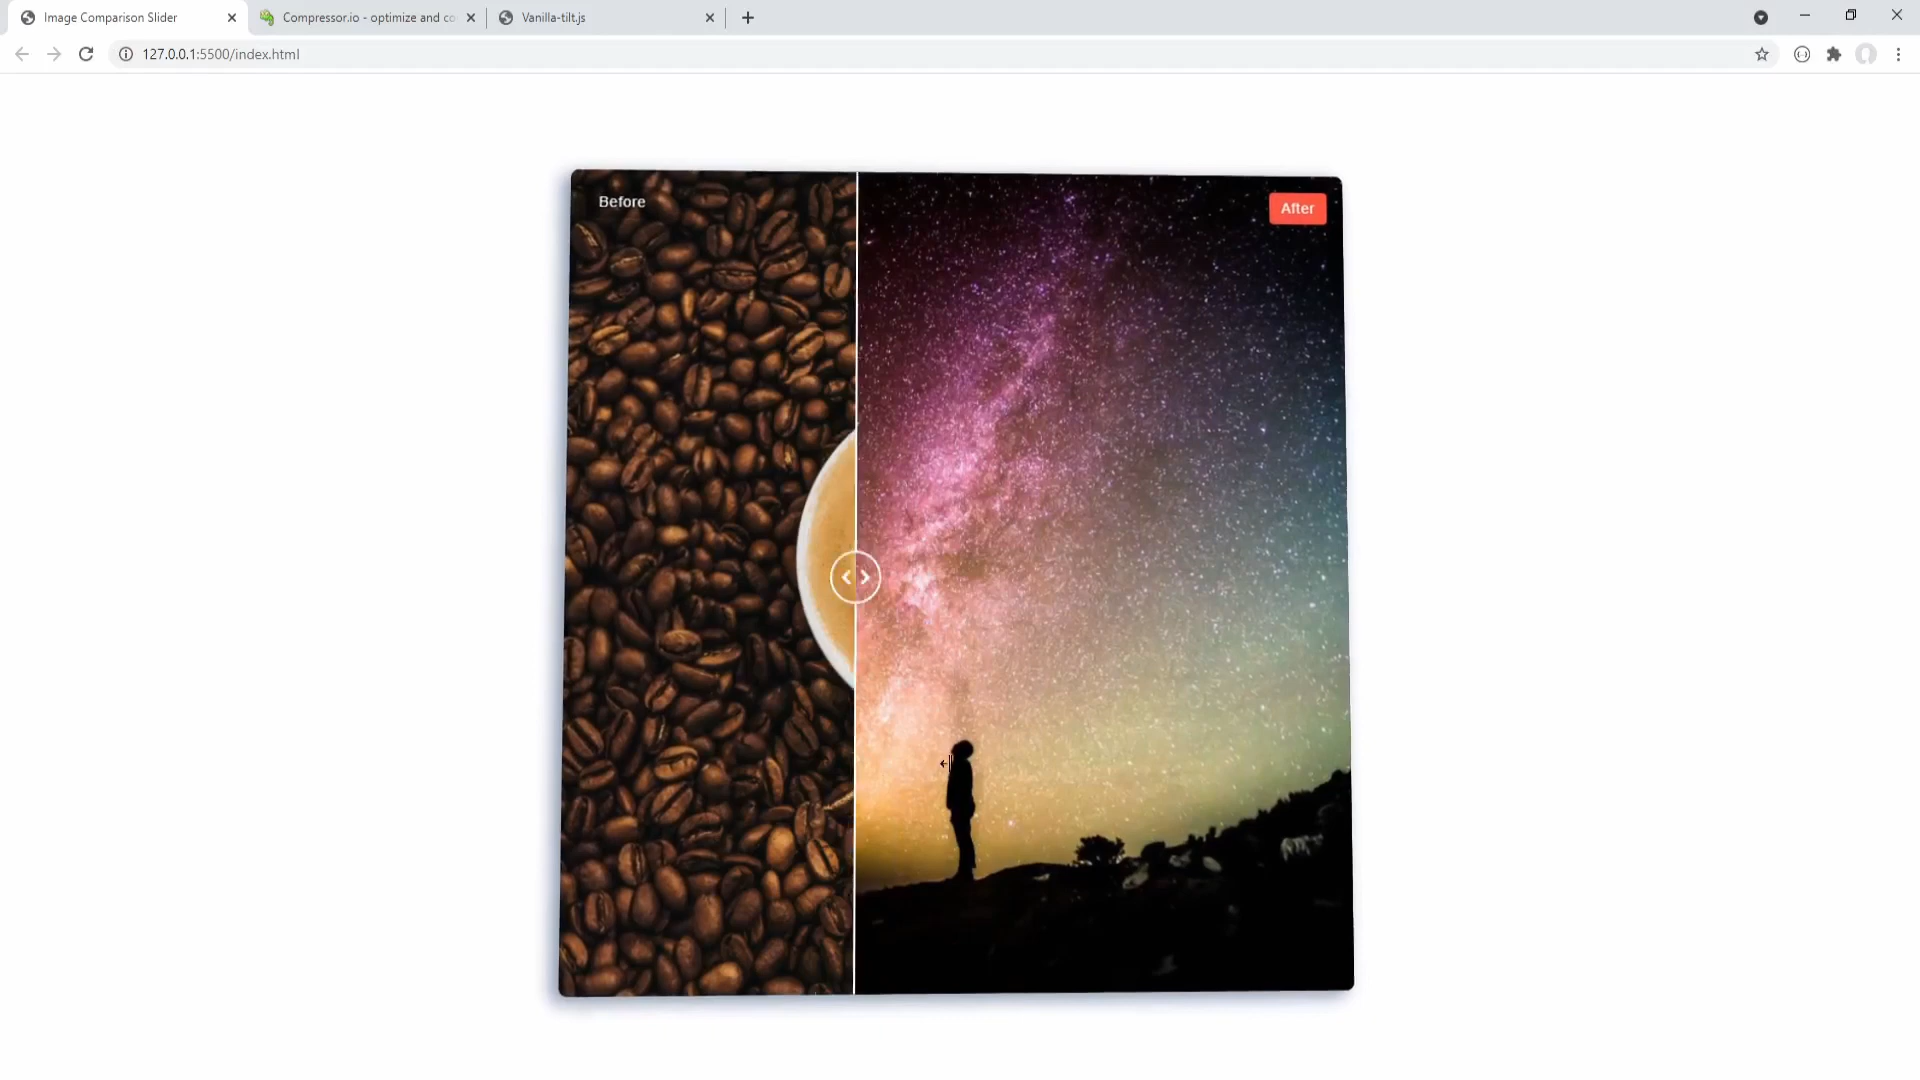 Image Comparison Slider
Compressor.io - optimize and co
Vanilla-tilt.js
127.0.0.1:5500/index.html
Before
After